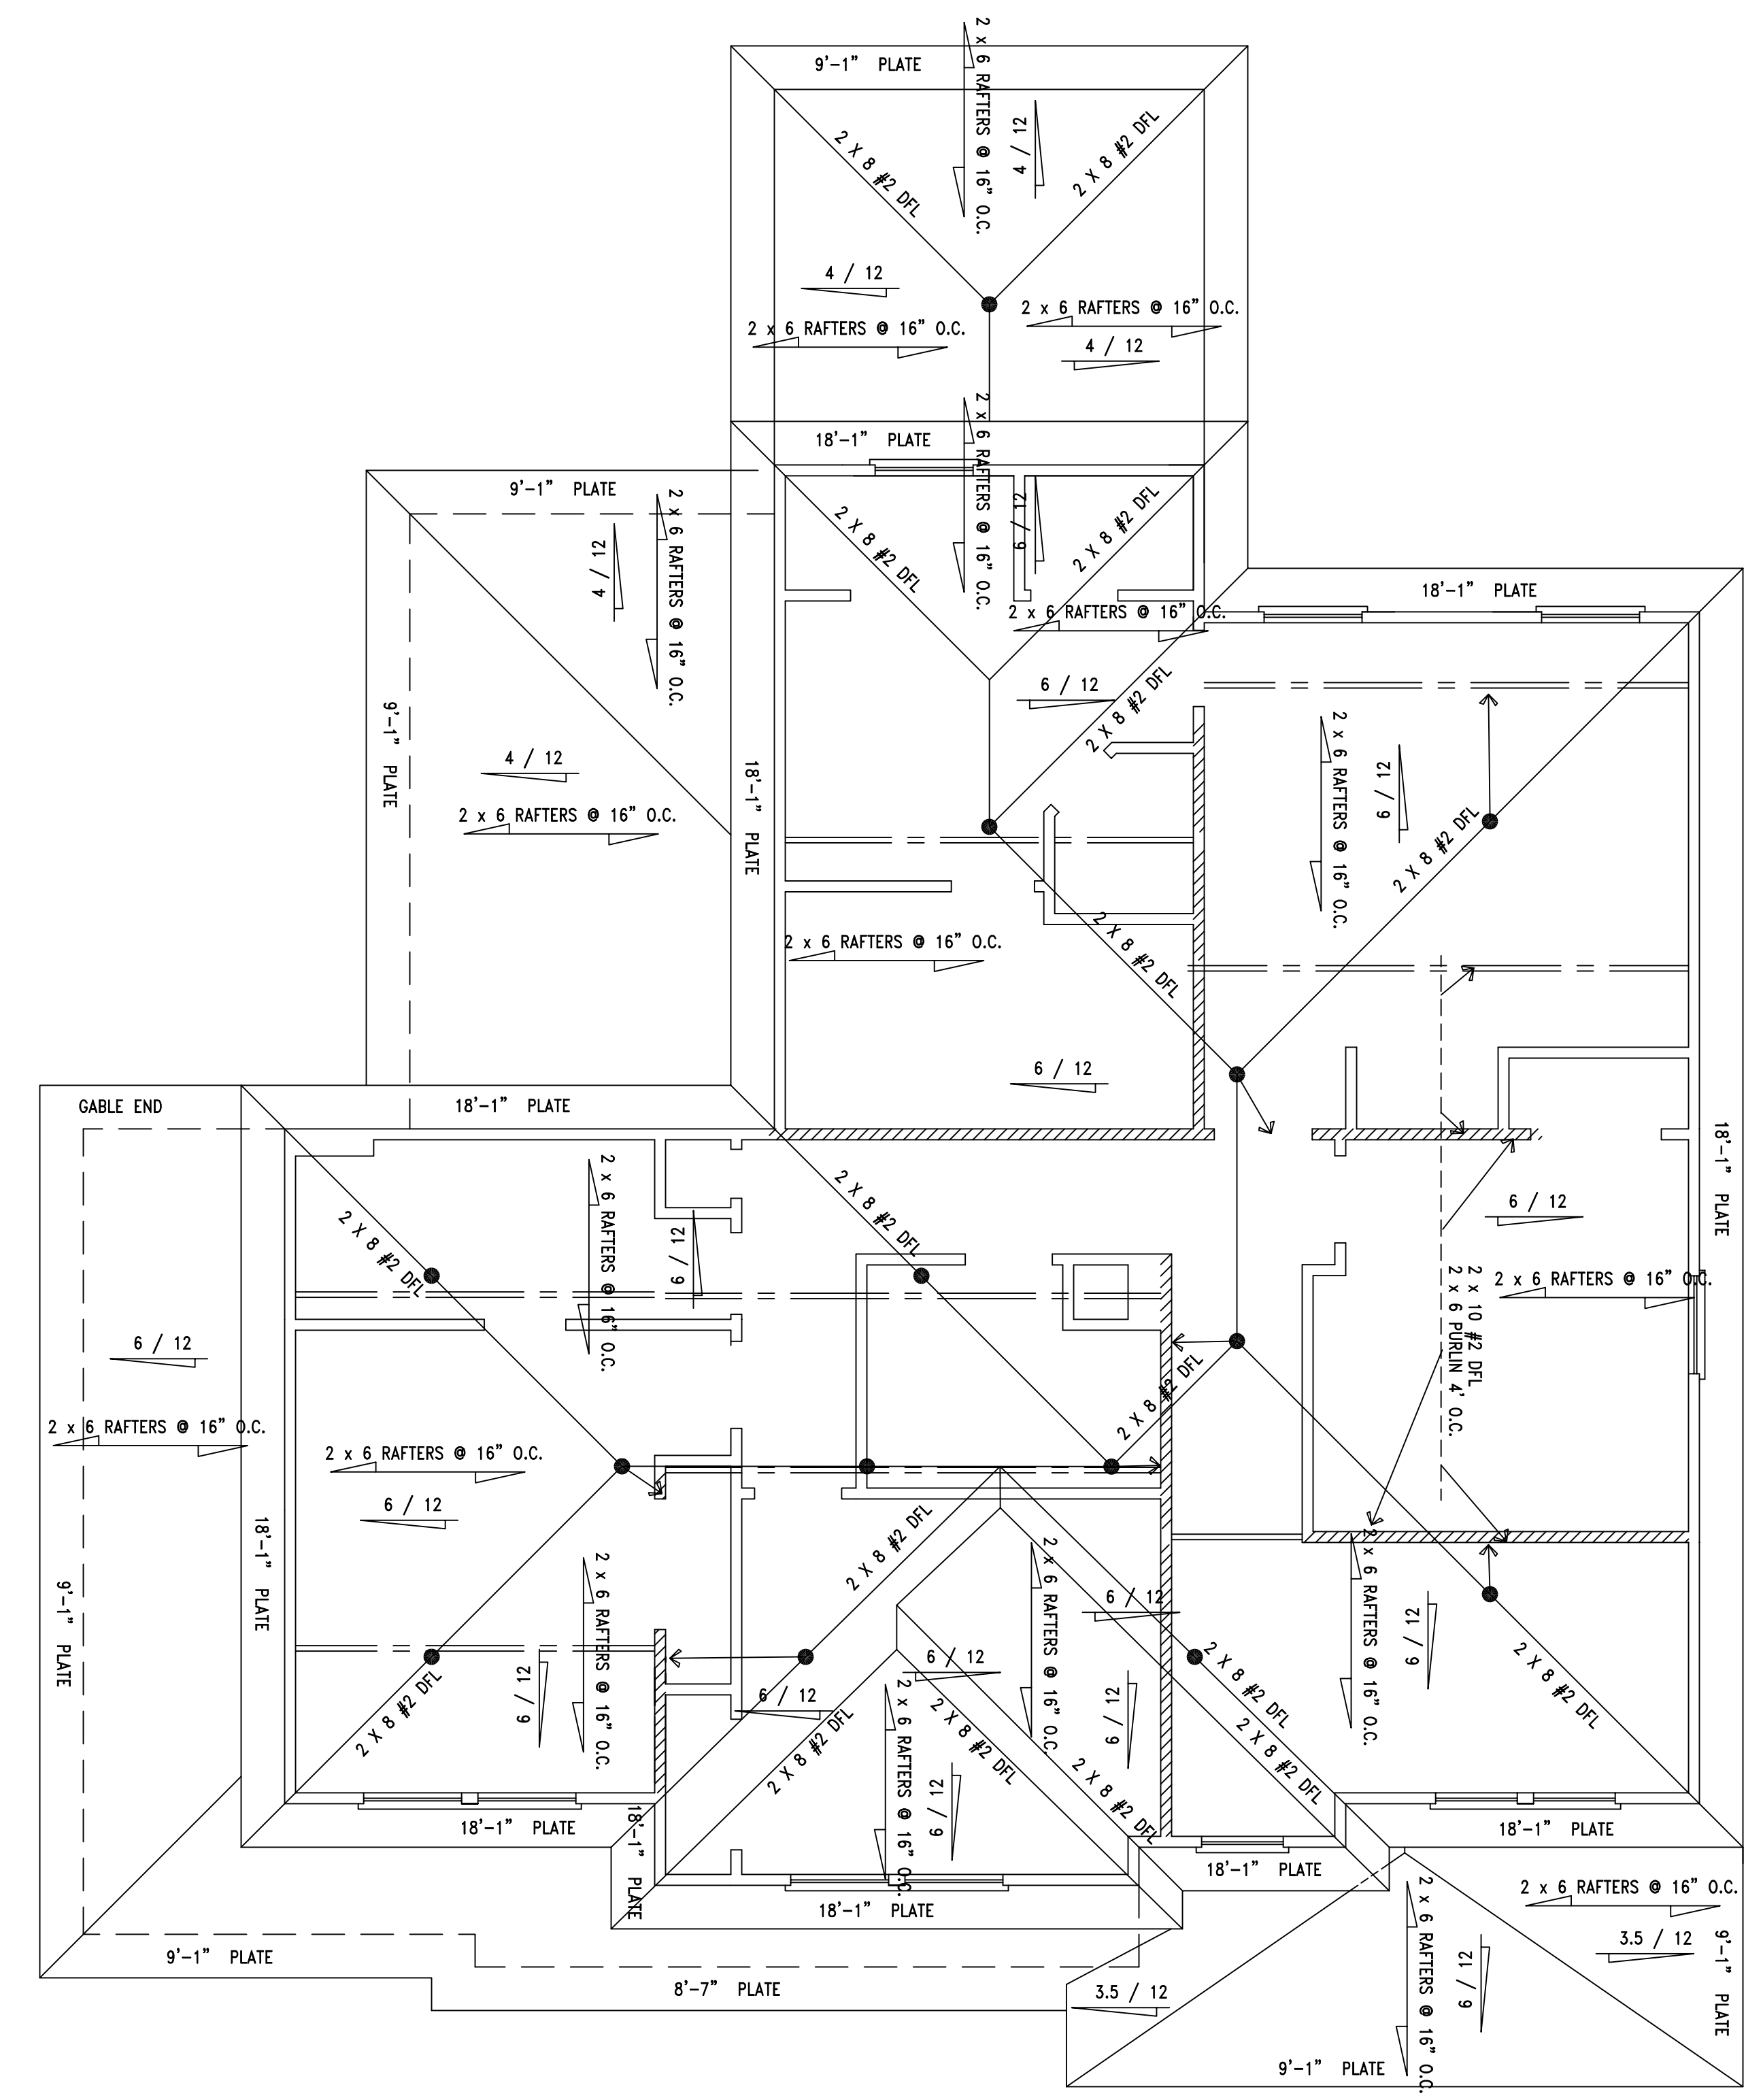 9'-1" PLATE
2 x 6 RAFTERS @ 16" O.C.
4 / 12
2 X 8 #2 DFL
2 X 8 #2 DFL
4 / 12
2 x 6 RAFTERS @ 16" O.C.
2 x 6 RAFTERS @ 16" O.C.
4 / 12
18'-1" PLATE
2 x 6 RAFTERS @ 16" O.C.
6 / 12
2 X 8 #2 DFL
2 X 8 #2 DFL
9'-1" PLATE
2 x 6 RAFTERS @ 16" O.C.
4 / 12
9'-1" PLATE
4 / 12
2 x 6 RAFTERS @ 16" O.C.
18'-1" PLATE
18'-1" PLATE
2 x 6 RAFTERS @ 16" O.C.
6 / 12
2 X 8 #2 DFL
2 x 6 RAFTERS @ 16" O.C.
6 / 12
2 X 8 #2 DFL
2 X 8 #2 DFL
2 x 6 RAFTERS @ 16" O.C.
6 / 12
GABLE END
18'-1" PLATE
18'-1" PLATE
2 X 8 #2 DFL
2 x 6 RAFTERS @ 16" O.C.
6 / 12
2 X 8 #2 DFL
6 / 12
2 x 6 RAFTERS @ 16" O.C.
2 x 10 #2 DFL
2 x 6 PURLIN 4' O.C.
6 / 12
2 x 6 RAFTERS @ 16" O.C.
2 x 6 RAFTERS @ 16" O.C.
6 / 12
2 X 8 #2 DFL
18'-1" PLATE
9'-1" PLATE
2 x 6 RAFTERS @ 16" O.C.
6 / 12
2 X 8 #2 DFL
2 X 8 #2 DFL
2 x 6 RAFTERS @ 16" O.C.
6 / 12
6 / 12
2 x 6 RAFTERS @ 16" O.C.
6 / 12
6 / 12
6 / 12
2 X 8 #2 DFL
2 X 8 #2 DFL
2 X 8 #2 DFL
2 X 8 #2 DFL
2 X 8 #2 DFL
2 X 8 #2 DFL
2 x 6 RAFTERS @ 16" O.C.
6 / 12
18'-1" PLATE
18'-1" PLATE
18'-1" PLATE
18'-1" PLATE
18'-1" PLATE
9'-1" PLATE
8'-7" PLATE
3.5 / 12
2 x 6 RAFTERS @ 16" O.C.
3.5 / 12
2 x 6 RAFTERS @ 16" O.C.
6 / 12
9'-1" PLATE
9'-1" PLATE